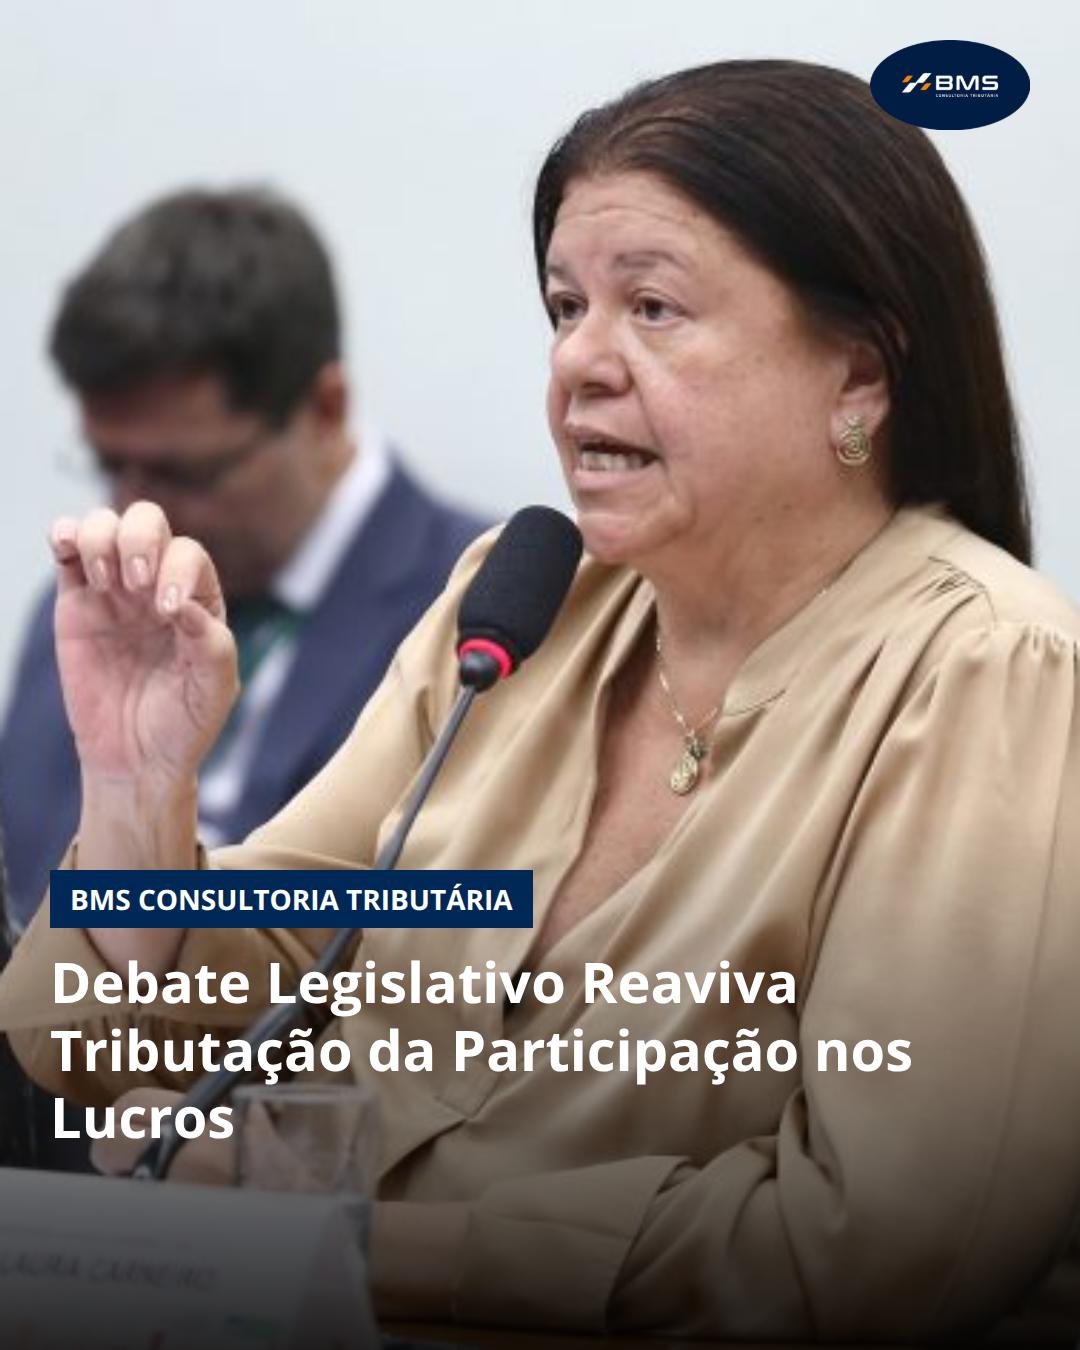 BMS
CONSULTORIA TRIBUTÁRIA
BMS CONSULTORIA TRIBUTÁRIA
Debate Legislativo Reaviva
Tributação da Participação nos
Lucros
LAURA CARNEIRO